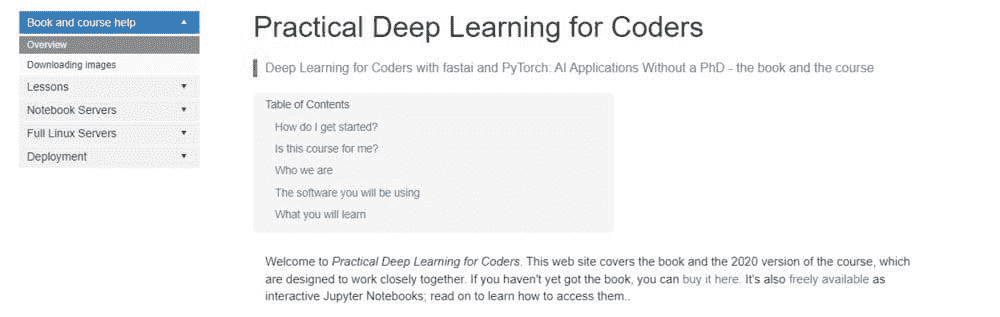 Book and course help
Overview
Downloading images
Lessons
Notebook Servers
Full Linux Servers
Deployment
Practical Deep Learning for Coders
Deep Learning for Coders with fastai and PyTorch: AI Applications Without a PhD - the book and the course
Table of Contents
How do I get started?
Is this course for me?
Who we are
The software you will be using
What you will learn
Welcome to Practical Deep Learning for Coders. This web site covers the book and the 2020 version of the course, which
are designed to work closely together. If you haven't yet got the book, you can buy it here. It's also freely available as
interactive Jupyter Notebooks; read on to learn how to access them..